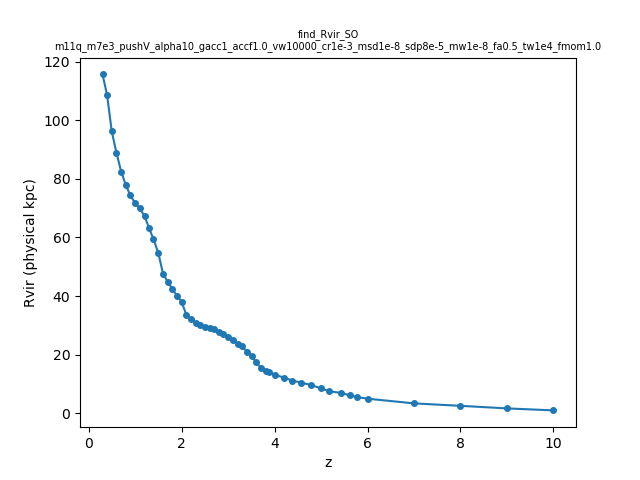 find_Rvir_SO
m11q_m7e3_pushV_alpha10_gacc1_accf1.0_vw10000_cr1e-3_msd1e-8_sdp8e-5_mw1e-8_fa0.5_tw1e4_fmom1.0
120
100
80
60
40
20
0
Rvir (physical kpc)
0 2 4 6 8 10
z